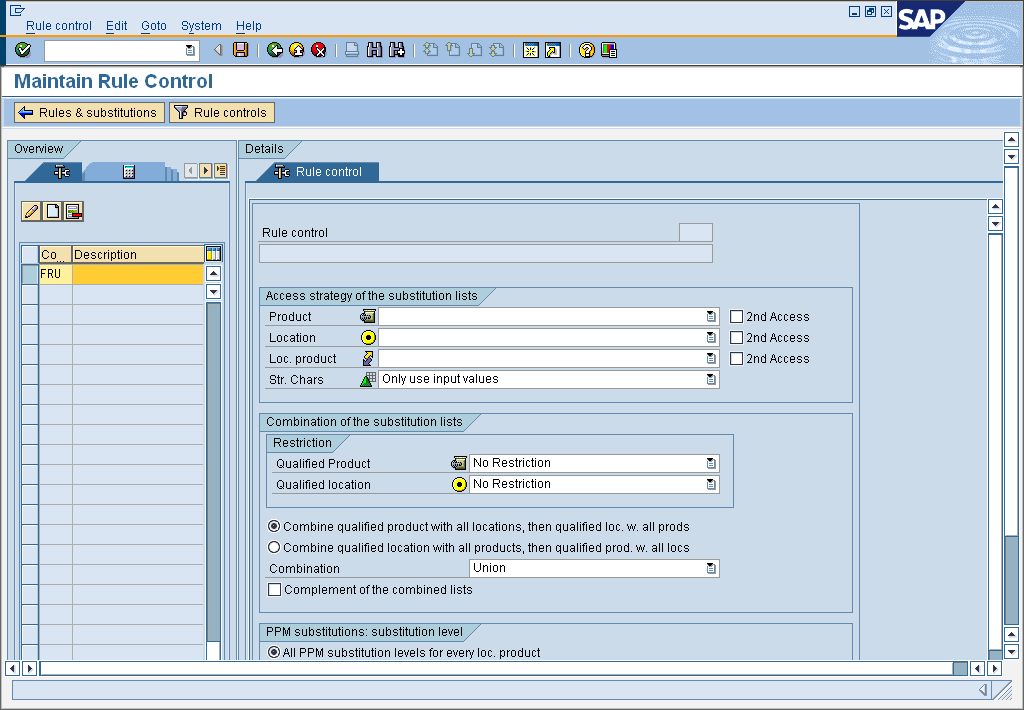 Rule control Edit Goto System Help
SAP
Maintain Rule Control
Rules & substitutions Rule controls
Overview
Details
Rule control
Co... Description
FRU
Rule control
Access strategy of the substitution lists
Product 2nd Access
Location 2nd Access
Loc. product 2nd Access
Str. Chars Only use input values
Combination of the substitution lists
Restriction
Qualified Product No Restriction
Qualified location No Restriction
Combine qualified product with all locations, then qualified loc. w. all prods
Combine qualified location with all products, then qualified prod. w. all locs
Combination Union
Complement of the combined lists
PPM substitutions: substitution level
All PPM substitution levels for every loc. product